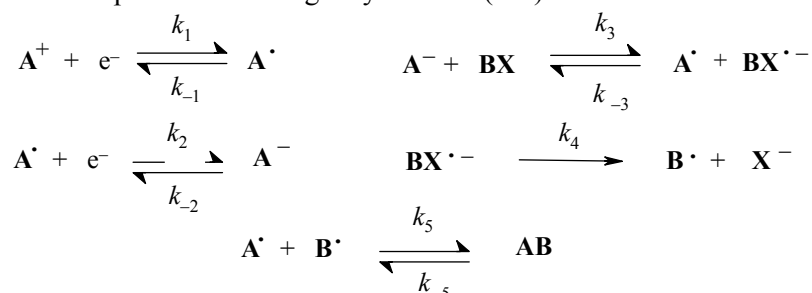 k₁ k₃
A⁺ + e⁻ ⇌ A˙ A⁻ + BX ⇌ A˙ + BX˙⁻
k₋₁ k₋₃
k₂ k₄
A˙ + e⁻ ⇌ A⁻ BX˙⁻ → B˙ + X⁻
k₋₂
k₅
A˙ + B˙ ⇌ AB
k₋₅